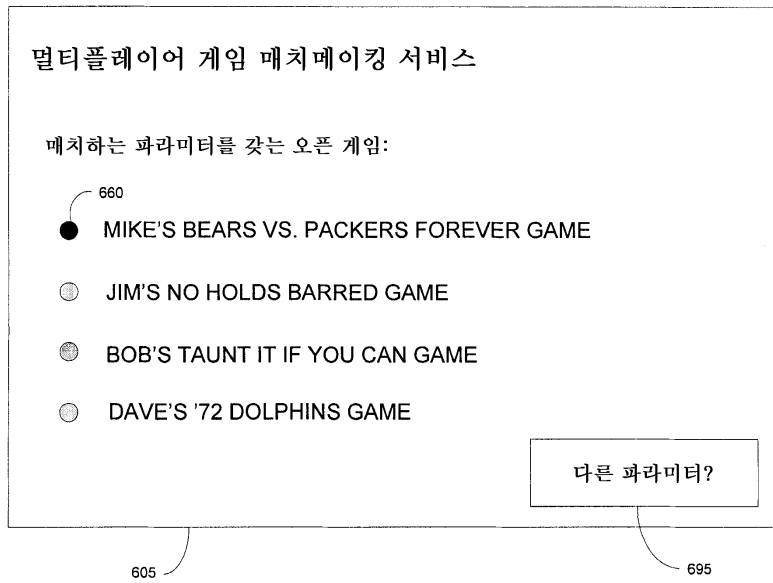 멀티플레이어 게임 매치메이킹 서비스
매치하는 파라미터를 갖는 오픈 게임:
660
MIKE'S BEARS VS. PACKERS FOREVER GAME
JIM'S NO HOLDS BARRED GAME
BOB'S TAUNT IT IF YOU CAN GAME
DAVE'S '72 DOLPHINS GAME
다른 파라미터?
605
695